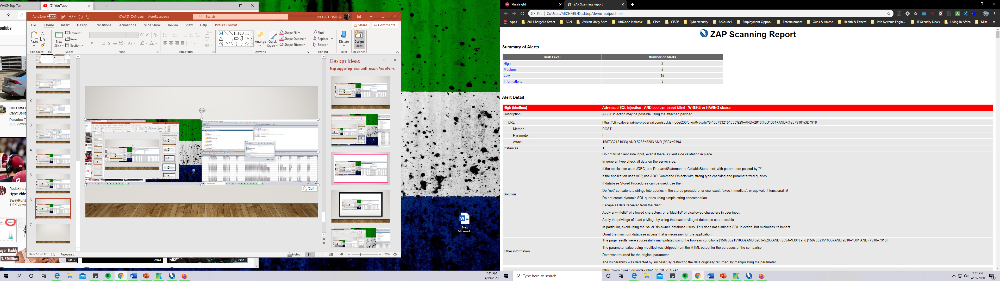 WASP Top Ten
(7) YouTube
ouTube
COLORSHI
Can't Belie
Paradox T
63K views
Redskins S
Hype Vide
SwayRun2
1.9K views
ugar Daddy
3.5Million
14:17
2:53
29:21
AutoSave Off
OWASP_ZAP.pptx - AutoRecovered
Search
MICHAEL HARRIS
File Home Insert Design Transitions Animations Slide Show Review View Help Picture Format
Share Comments
Paste
New
Slide
Layout
Reset
Section
B I U S ab AV Aa A
Arrange
Quick
Styles
Shape Fill
Shape Outline
Shape Effects
Find
Replace
Select
Dictate
Design
Ideas
Clipboard Slides Font Paragraph Drawing Editing Voice Designer
11
12
13
14
15
16
17
(Ctrl)
Design Ideas
Stop suggesting ideas until I restart PowerPoint.
Slide 16 of 17 Recovered
Notes
70%
New
Microsof...
7:41 PM
4/19/2020
Pluralsight
ZAP Scanning Report
File C:/Users/MICHAEL/Desktop/demo_output.html
Apps 2614 Bargello Street ACN African Unity Sites AfriCode Initiative Cisco CISSP Cybersecurity EcCouncil Employment Oppor... Entertainment Guns & Ammo Health & Fitness Info Systems Engin... IT Security News Living In Africa Misc »
ZAP Scanning Report
Summary of Alerts
Risk Level Number of Alerts
High 2
Medium 5
Low 15
Informational 8
Alert Detail
High (Medium) Advanced SQL Injection - AND boolean-based blind - WHERE or HAVING clause
Description A SQL injection may be possible using the attached payload
URL https://clinic.doveryai-no-proveryai.com/sockjs-node/230/0rxm0ybi/xhr?t=1587332151033%29+AND+2810%3D1301+AND+%287918%3D7918
Method POST
Parameter t
Attack 1587332151033) AND 5283=5283 AND (9394=9394
Instances 1
Solution
Do not trust client side input, even if there is client side validation in place.
In general, type check all data on the server side.
If the application uses JDBC, use PreparedStatement or CallableStatement, with parameters passed by '?'
If the application uses ASP, use ADO Command Objects with strong type checking and parameterized queries.
If database Stored Procedures can be used, use them.
Do *not* concatenate strings into queries in the stored procedure, or use 'exec', 'exec immediate', or equivalent functionality!
Do not create dynamic SQL queries using simple string concatenation.
Escape all data received from the client.
Apply a 'whitelist' of allowed characters, or a 'blacklist' of disallowed characters in user input.
Apply the privilege of least privilege by using the least privileged database user possible.
In particular, avoid using the 'sa' or 'db-owner' database users. This does not eliminate SQL injection, but minimizes its impact.
Grant the minimum database access that is necessary for the application.
Other information
The page results were successfully manipulated using the boolean conditions [1587332151033) AND 5283=5283 AND (9394=9394] and [1587332151033) AND 2810=1301 AND (7918=7918]
The parameter value being modified was stripped from the HTML output for the purposes of the comparison.
Data was returned for the original parameter.
The vulnerability was detected by successfully restricting the data originally returned, by manipulating the parameter.
https://www.owasp.org/index.php/Top_10_2010-A1
Type here to search
7:41 PM
4/19/2020